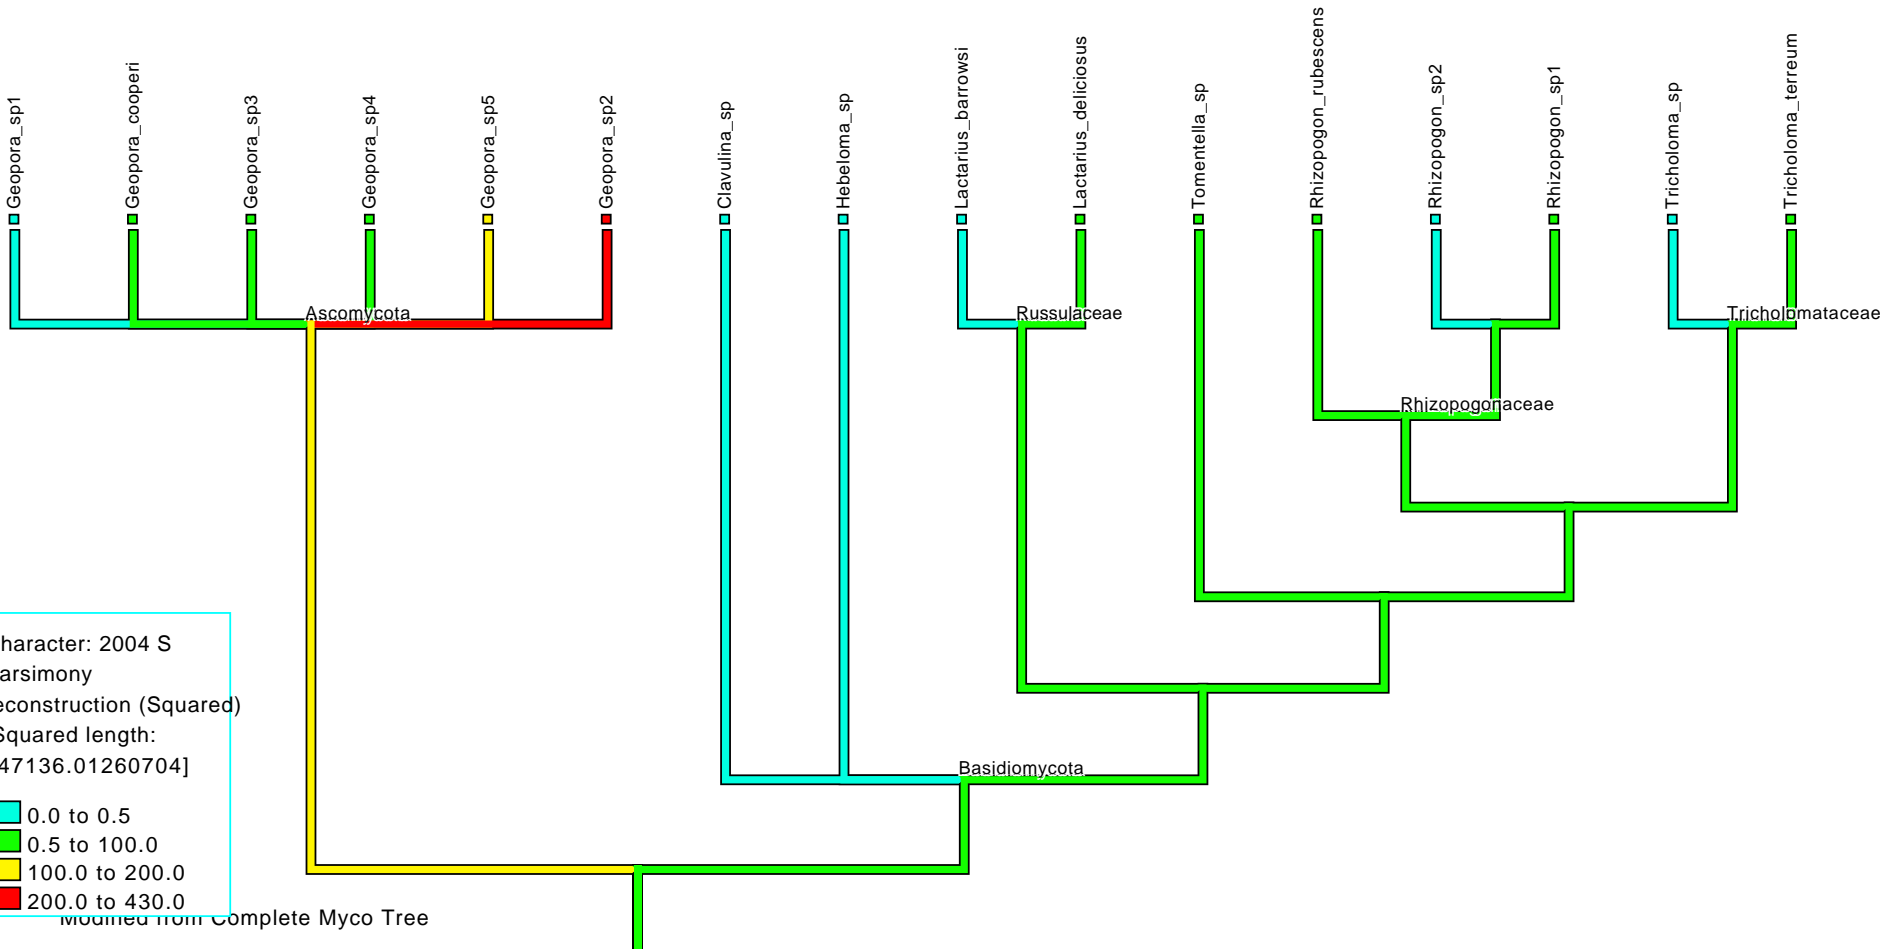 Geopora_sp1
Geopora_cooperi
Geopora_sp3
Geopora_sp4
Geopora_sp5
Geopora_sp2
Clavulina_sp
Hebeloma_sp
Lactarius_barrowsi
Lactarius_deliciosus
Tomentella_sp
Rhizopogon_rubescens
Rhizopogon_sp2
Rhizopogon_sp1
Tricholoma_sp
Tricholoma_terreum
Ascomycota
Russulaceae
Tricholomataceae
Rhizopogonaceae
Basidiomycota
haracter: 2004 S
arsimony
econstruction (Squared)
Squared length:
47136.01260704]
0.0 to 0.5
0.5 to 100.0
100.0 to 200.0
200.0 to 430.0
Modified from Complete Myco Tree